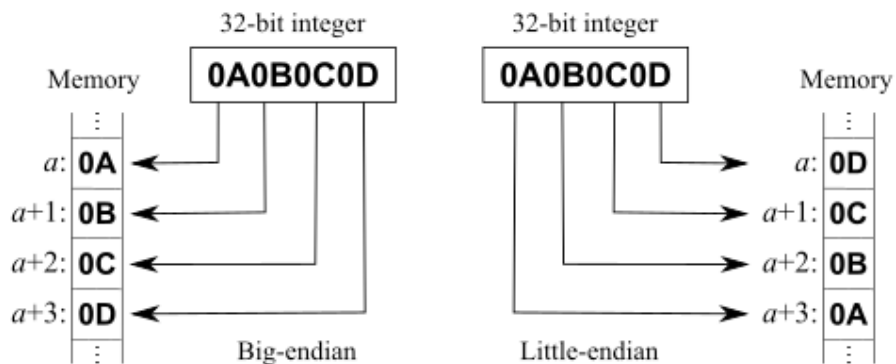 32-bit integer
0A0B0C0D
Memory
⋮
a: 0A
a+1: 0B
a+2: 0C
a+3: 0D
⋮
Big-endian
32-bit integer
0A0B0C0D
Memory
⋮
a: 0D
a+1: 0C
a+2: 0B
a+3: 0A
⋮
Little-endian